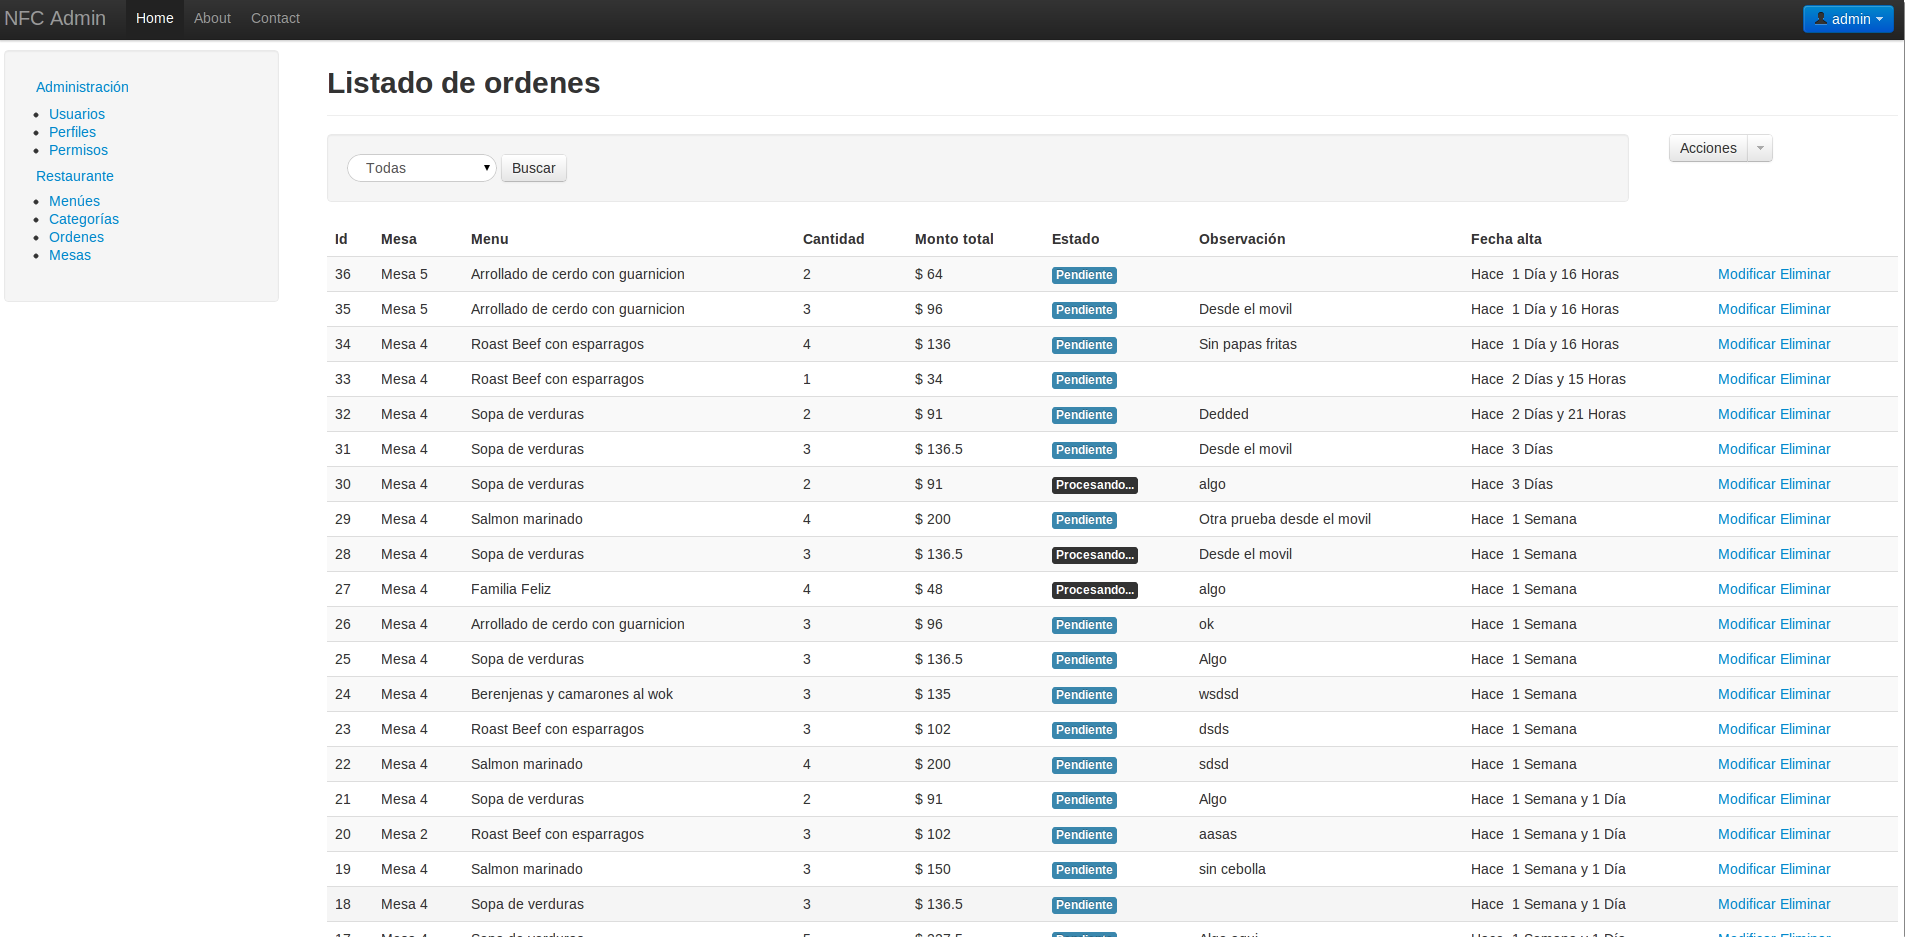 NFC Admin Home About Contact admin
Administración
Usuarios
Perfiles
Permisos
Restaurante
Menúes
Categorías
Ordenes
Mesas
Listado de ordenes
Todas Buscar Acciones
Id Mesa Menu Cantidad Monto total Estado Observación Fecha alta
36 Mesa 5 Arrollado de cerdo con guarnicion 2 $ 64 Pendiente Hace 1 Día y 16 Horas Modificar Eliminar
35 Mesa 5 Arrollado de cerdo con guarnicion 3 $ 96 Pendiente Desde el movil Hace 1 Día y 16 Horas Modificar Eliminar
34 Mesa 4 Roast Beef con esparragos 4 $ 136 Pendiente Sin papas fritas Hace 1 Día y 16 Horas Modificar Eliminar
33 Mesa 4 Roast Beef con esparragos 1 $ 34 Pendiente Hace 2 Días y 15 Horas Modificar Eliminar
32 Mesa 4 Sopa de verduras 2 $ 91 Pendiente Dedded Hace 2 Días y 21 Horas Modificar Eliminar
31 Mesa 4 Sopa de verduras 3 $ 136.5 Pendiente Desde el movil Hace 3 Días Modificar Eliminar
30 Mesa 4 Sopa de verduras 2 $ 91 Procesando... algo Hace 3 Días Modificar Eliminar
29 Mesa 4 Salmon marinado 4 $ 200 Pendiente Otra prueba desde el movil Hace 1 Semana Modificar Eliminar
28 Mesa 4 Sopa de verduras 3 $ 136.5 Procesando... Desde el movil Hace 1 Semana Modificar Eliminar
27 Mesa 4 Familia Feliz 4 $ 48 Procesando... algo Hace 1 Semana Modificar Eliminar
26 Mesa 4 Arrollado de cerdo con guarnicion 3 $ 96 Pendiente ok Hace 1 Semana Modificar Eliminar
25 Mesa 4 Sopa de verduras 3 $ 136.5 Pendiente Algo Hace 1 Semana Modificar Eliminar
24 Mesa 4 Berenjenas y camarones al wok 3 $ 135 Pendiente wsdsd Hace 1 Semana Modificar Eliminar
23 Mesa 4 Roast Beef con esparragos 3 $ 102 Pendiente dsds Hace 1 Semana Modificar Eliminar
22 Mesa 4 Salmon marinado 4 $ 200 Pendiente sdsd Hace 1 Semana Modificar Eliminar
21 Mesa 4 Sopa de verduras 2 $ 91 Pendiente Algo Hace 1 Semana y 1 Día Modificar Eliminar
20 Mesa 2 Roast Beef con esparragos 3 $ 102 Pendiente aasas Hace 1 Semana y 1 Día Modificar Eliminar
19 Mesa 4 Salmon marinado 3 $ 150 Pendiente sin cebolla Hace 1 Semana y 1 Día Modificar Eliminar
18 Mesa 4 Sopa de verduras 3 $ 136.5 Pendiente Hace 1 Semana y 1 Día Modificar Eliminar